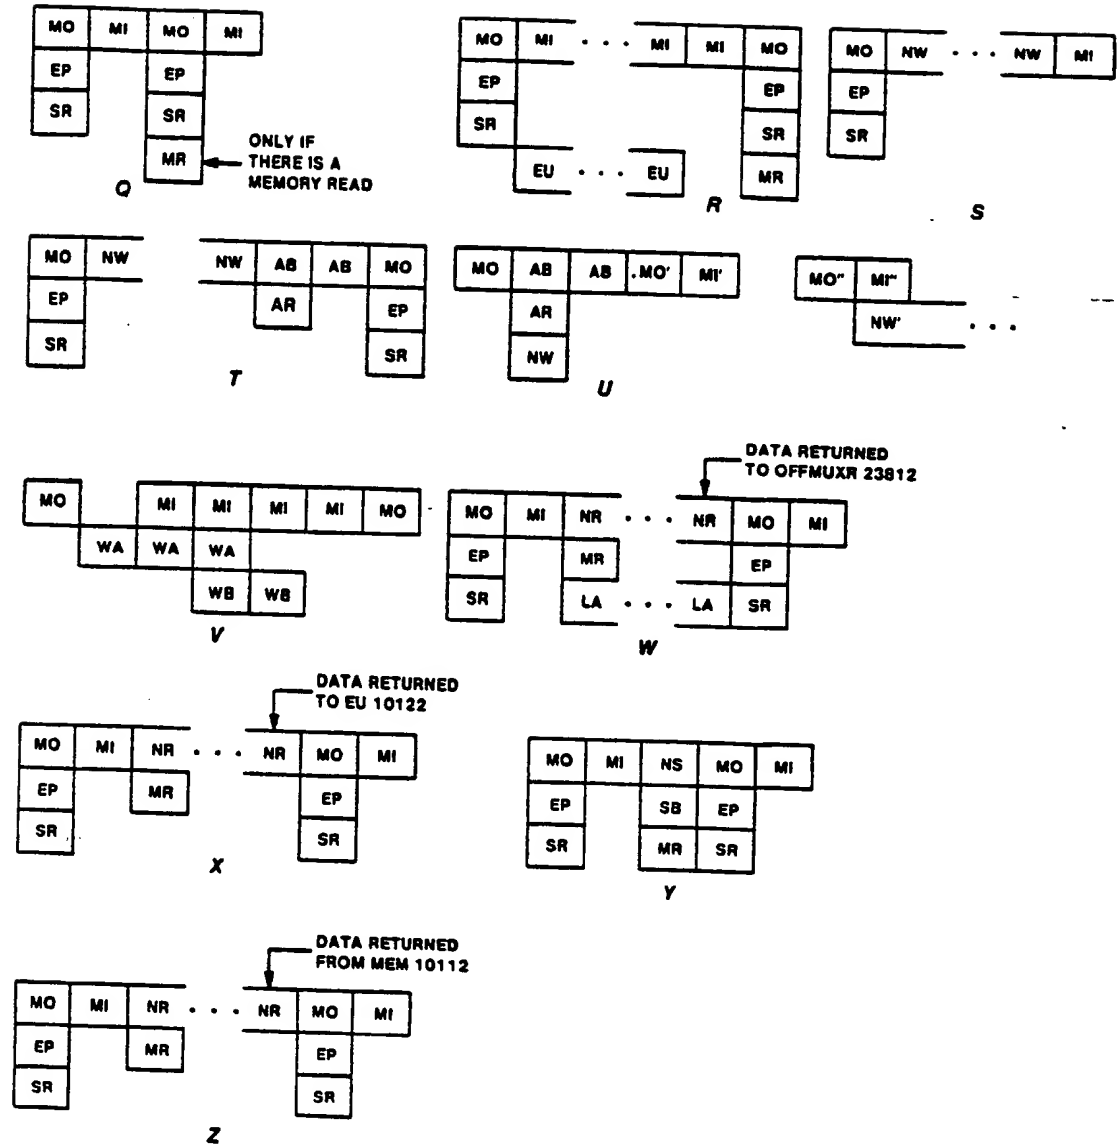 MO MI MO MI
EP EP
SR SR
MR
ONLY IF
THERE IS A
MEMORY READ
Q
MO MI . . . MI MI MO
EP EP
SR SR
EU . . . EU MR
R
MO NW . . . NW MI
EP
SR
S
MO NW NW AB AB MO
EP AR EP
SR SR
T
MO AB AB .MO' MI'
AR
NW
U
MO" MI"
NW' . . .
MO MI MI MI MI MO
WA WA WA
WB WB
V
DATA RETURNED
TO OFFMUXR 23812
MO MI NR . . . NR MO MI
EP MR EP
SR LA . . . LA SR
W
DATA RETURNED
TO EU 10122
MO MI NR . . . NR MO MI
EP MR EP
SR SR
X
MO MI NS MO MI
EP SB EP
SR MR SR
Y
DATA RETURNED
FROM MEM 10112
MO MI NR . . . NR MO MI
EP MR EP
SR SR
Z